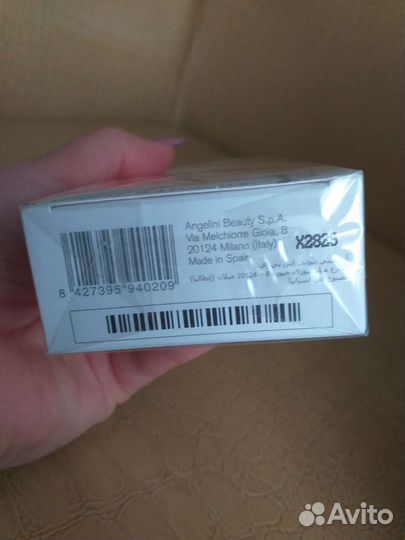 Angelini Beauty S.p.A.
Via Melchiorre Gioia, 8
20124 Milano (Italy)
Made in Spain
X2825
8 427395 940209
Avito